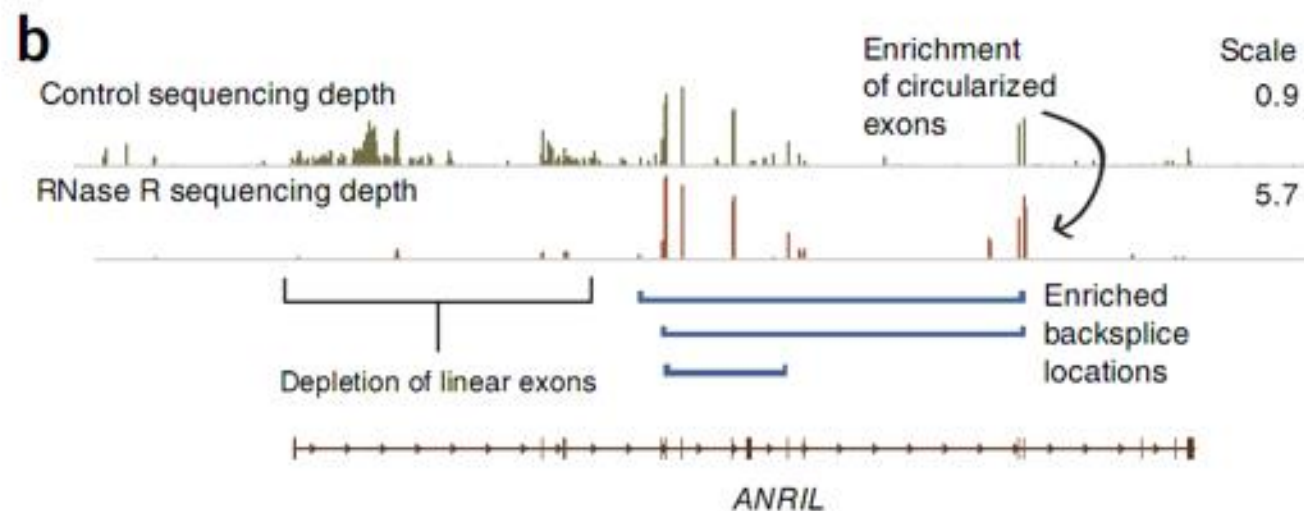 b
Control sequencing depth
Enrichment
of circularized
exons
Scale
0.9
RNase R sequencing depth
5.7
Depletion of linear exons
Enriched
backsplice
locations
ANRIL